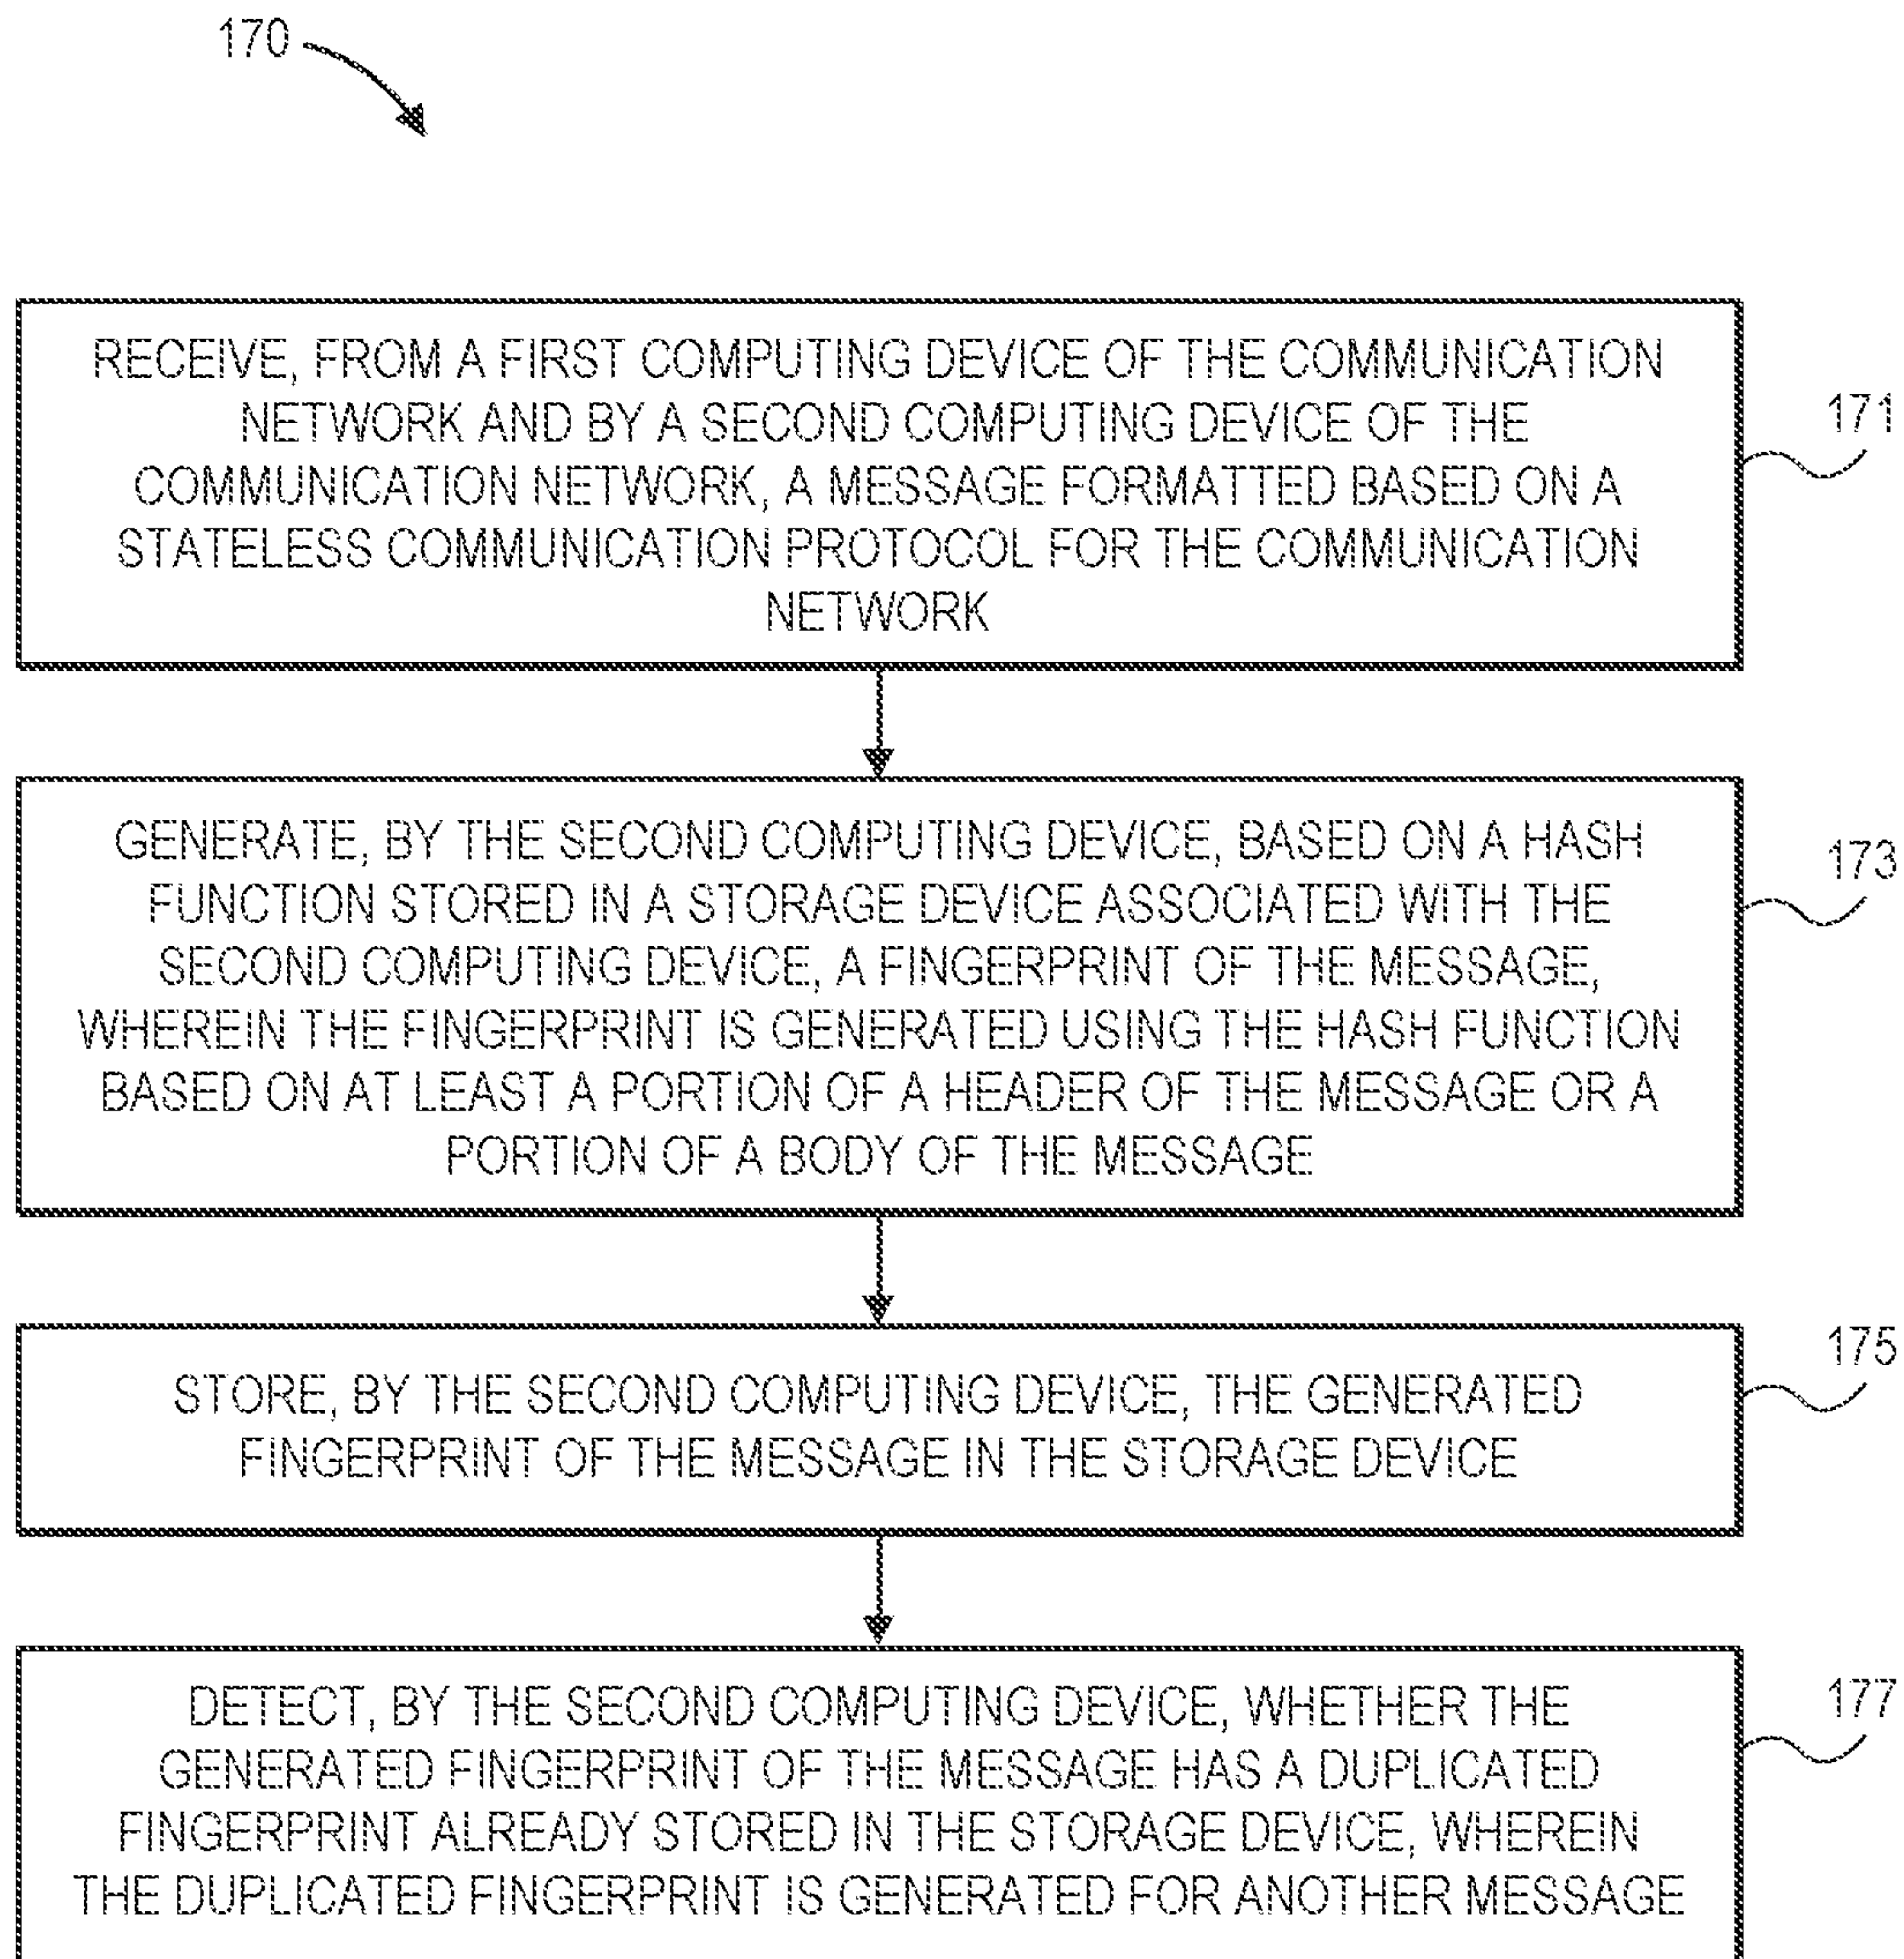 170
RECEIVE, FROM A FIRST COMPUTING DEVICE OF THE COMMUNICATION
NETWORK AND BY A SECOND COMPUTING DEVICE OF THE
COMMUNICATION NETWORK, A MESSAGE FORMATTED BASED ON A
STATELESS COMMUNICATION PROTOCOL FOR THE COMMUNICATION
NETWORK
171
GENERATE, BY THE SECOND COMPUTING DEVICE, BASED ON A HASH
FUNCTION STORED IN A STORAGE DEVICE ASSOCIATED WITH THE
SECOND COMPUTING DEVICE, A FINGERPRINT OF THE MESSAGE,
WHEREIN THE FINGERPRINT IS GENERATED USING THE HASH FUNCTION
BASED ON AT LEAST A PORTION OF A HEADER OF THE MESSAGE OR A
PORTION OF A BODY OF THE MESSAGE
173
STORE, BY THE SECOND COMPUTING DEVICE, THE GENERATED
FINGERPRINT OF THE MESSAGE IN THE STORAGE DEVICE
175
DETECT, BY THE SECOND COMPUTING DEVICE, WHETHER THE
GENERATED FINGERPRINT OF THE MESSAGE HAS A DUPLICATED
FINGERPRINT ALREADY STORED IN THE STORAGE DEVICE, WHEREIN
THE DUPLICATED FINGERPRINT IS GENERATED FOR ANOTHER MESSAGE
177